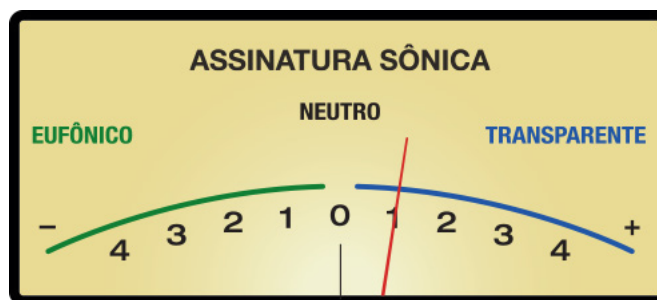 ASSINATURA SÔNICA
NEUTRO
EUFÔNICO TRANSPARENTE
– 4 3 2 1 0 1 2 3 4 +